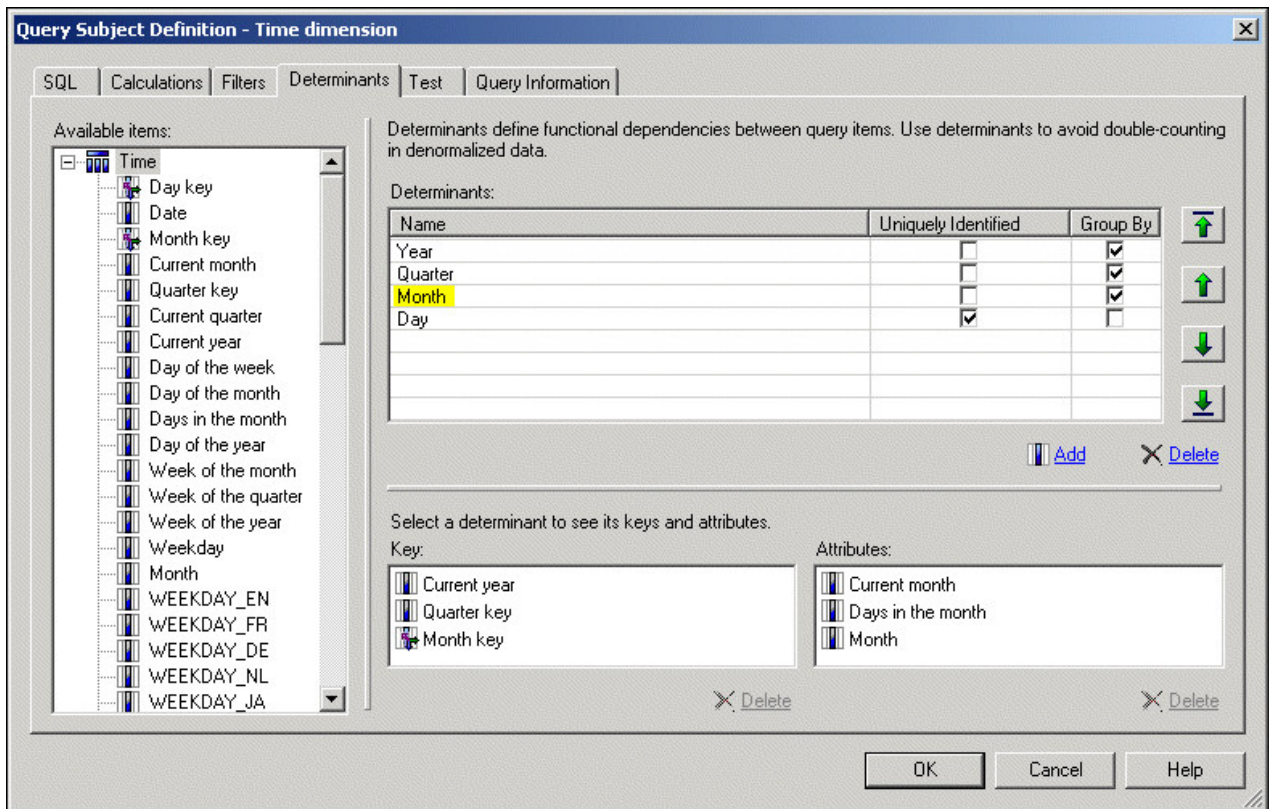 Query Subject Definition - Time dimension
SQL Calculations Filters Determinants Test Query Information
Available items:
Time
Day key
Date
Month key
Current month
Quarter key
Current quarter
Current year
Day of the week
Day of the month
Days in the month
Day of the year
Week of the month
Week of the quarter
Week of the year
Weekday
Month
WEEKDAY_EN
WEEKDAY_FR
WEEKDAY_DE
WEEKDAY_NL
WEEKDAY_JA
Determinants define functional dependencies between query items. Use determinants to avoid double-counting
in denormalized data.
Determinants:
Name Uniquely Identified Group By
Year
Quarter
Month
Day
Add Delete
Select a determinant to see its keys and attributes.
Key:
Current year
Quarter key
Month key
Delete
Attributes:
Current month
Days in the month
Month
Delete
OK Cancel Help